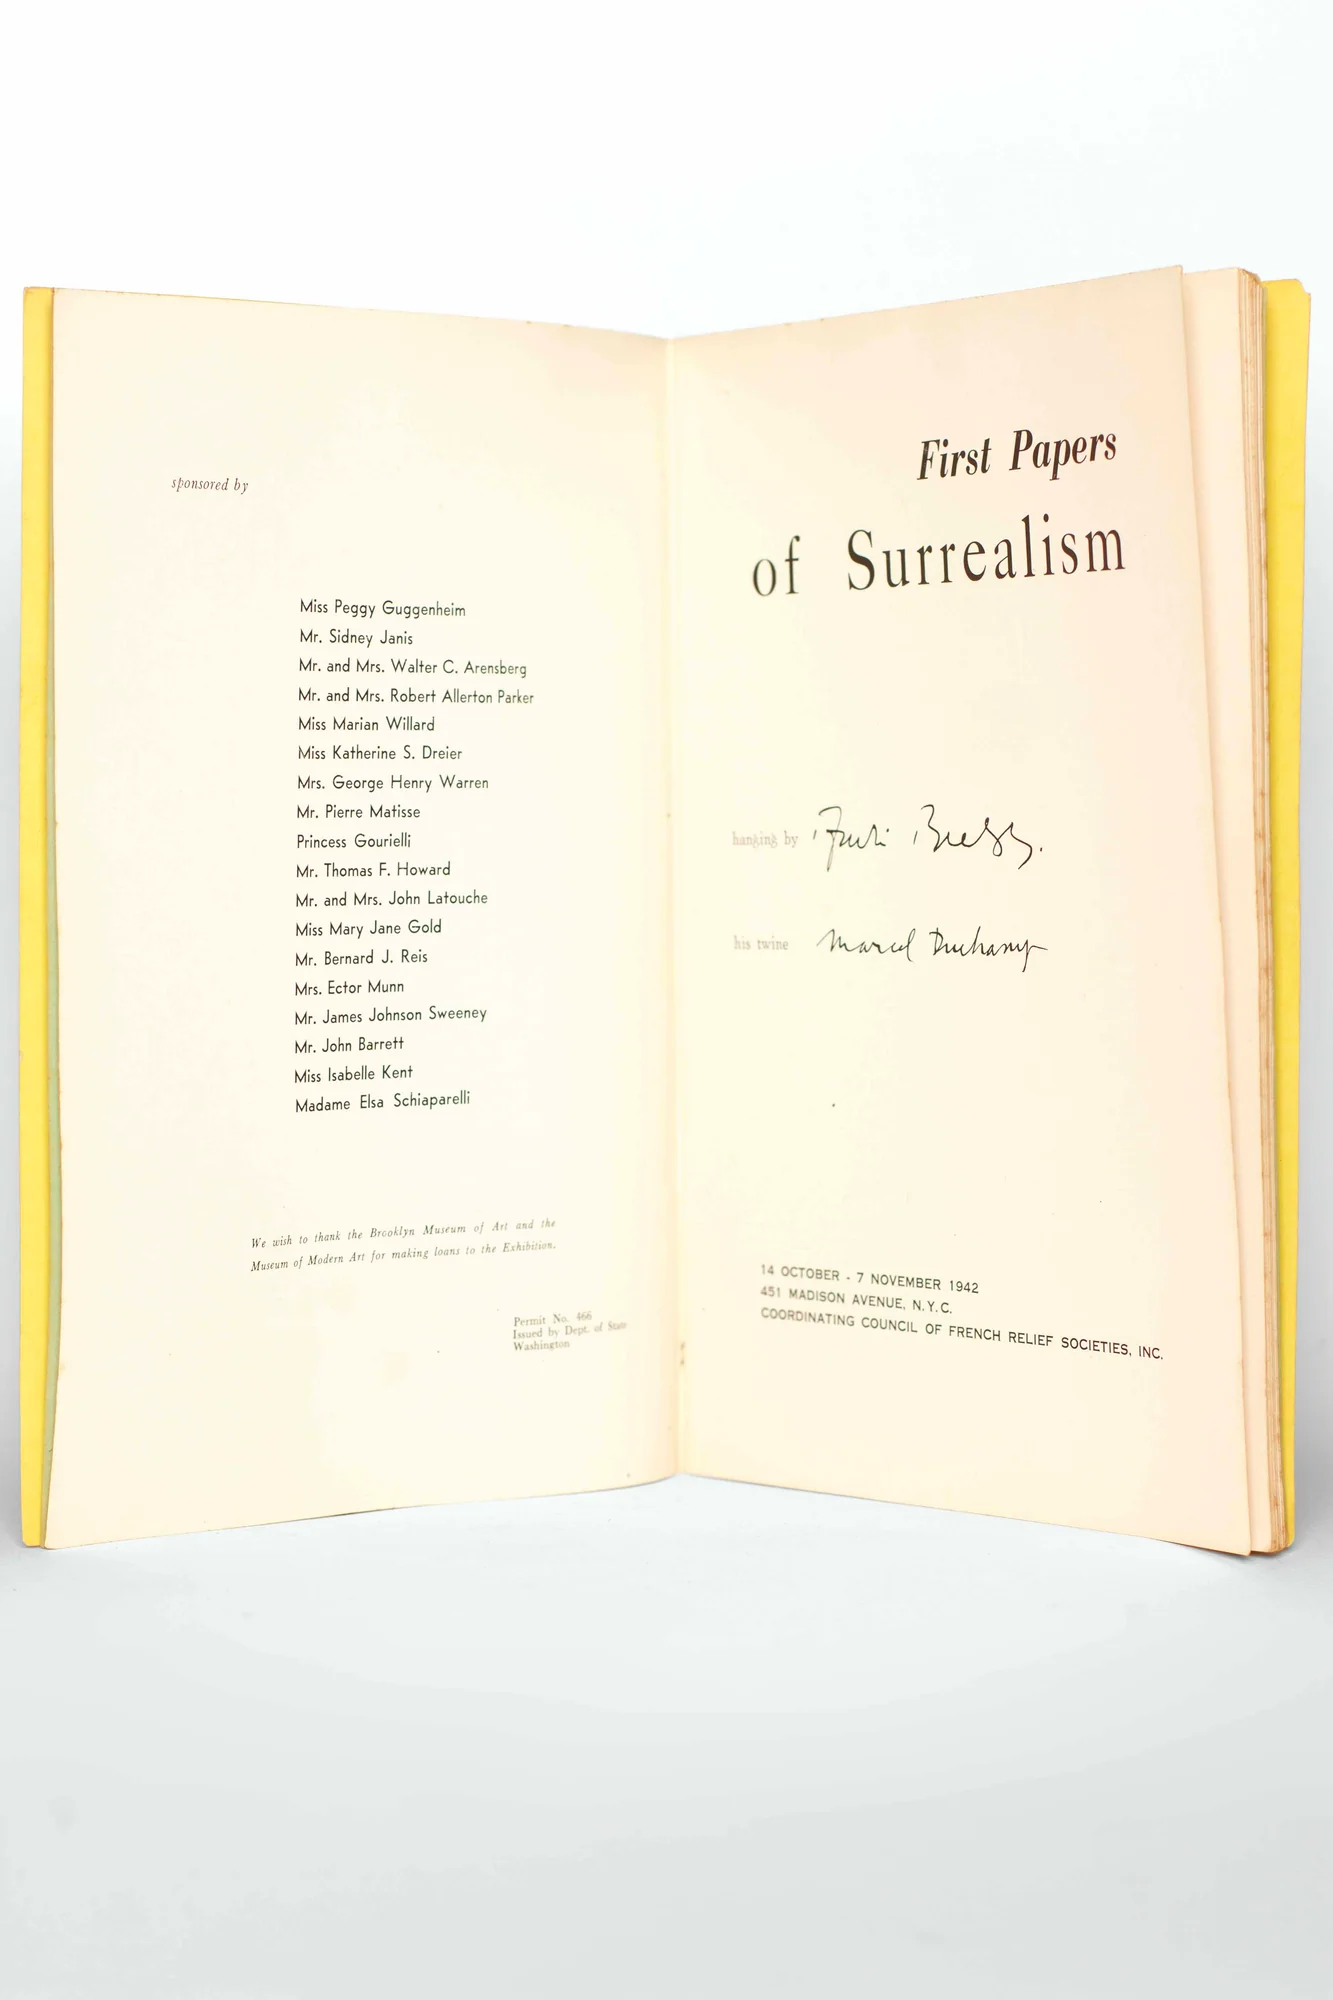 sponsored by
Miss Peggy Guggenheim
Mr. Sidney Janis
Mr. and Mrs. Walter C. Arensberg
Mr. and Mrs. Robert Allerton Parker
Miss Marian Willard
Miss Katherine S. Dreier
Mrs. George Henry Warren
Mr. Pierre Matisse
Princess Gourielli
Mr. Thomas F. Howard
Mr. and Mrs. John Latouche
Miss Mary Jane Gold
Mr. Bernard J. Reis
Mrs. Ector Munn
Mr. James Johnson Sweeney
Mr. John Barrett
Miss Isabelle Kent
Madame Elsa Schiaparelli
We wish to thank the Brooklyn Museum of Art and the
Museum of Modern Art for making loans to the Exhibition.
Permit No. 466
Issued by Dept. of State
Washington
First Papers
of Surrealism
hanging by
his twine Marcel Duchamp
14 OCTOBER - 7 NOVEMBER 1942
451 MADISON AVENUE, N.Y.C.
COORDINATING COUNCIL OF FRENCH RELIEF SOCIETIES, INC.